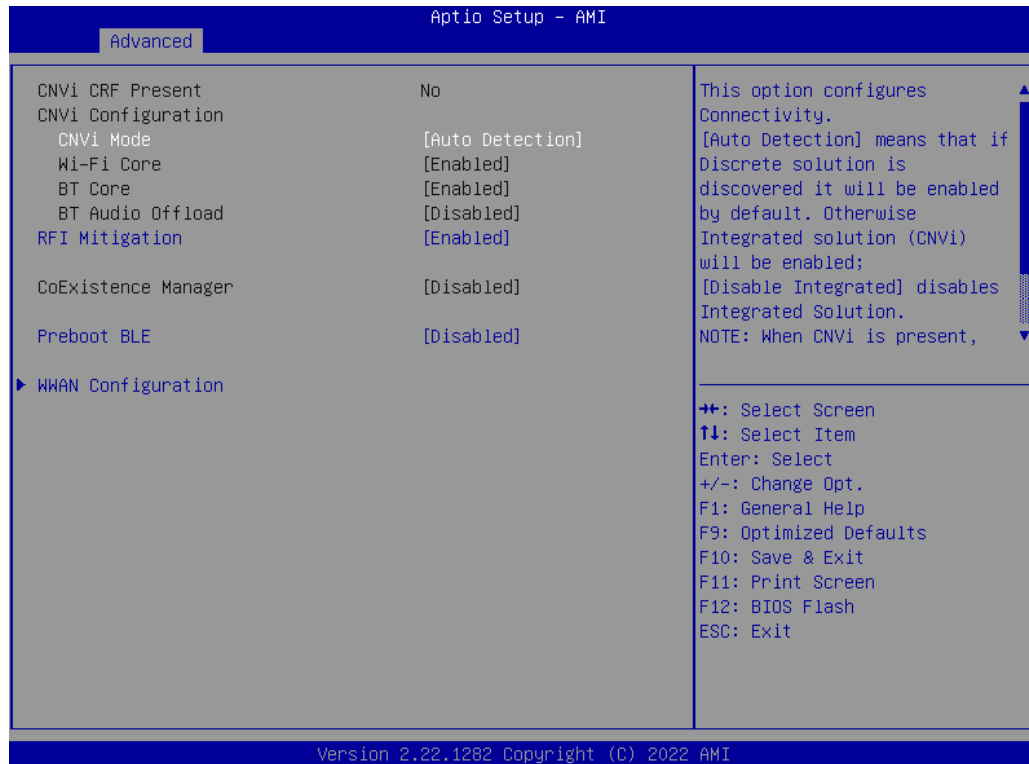 Aptio Setup – AMI
Advanced
CNVi CRF Present No
CNVi Configuration
CNVi Mode [Auto Detection]
Wi-Fi Core [Enabled]
BT Core [Enabled]
BT Audio Offload [Disabled]
RFI Mitigation [Enabled]
CoExistence Manager [Disabled]
Preboot BLE [Disabled]
WWAN Configuration
This option configures
Connectivity.
[Auto Detection] means that if
Discrete solution is
discovered it will be enabled
by default. Otherwise
Integrated solution (CNVi)
will be enabled;
[Disable Integrated] disables
Integrated Solution.
NOTE: When CNVi is present,
→←: Select Screen
↑↓: Select Item
Enter: Select
+/-: Change Opt.
F1: General Help
F9: Optimized Defaults
F10: Save & Exit
F11: Print Screen
F12: BIOS Flash
ESC: Exit
Version 2.22.1282 Copyright (C) 2022 AMI